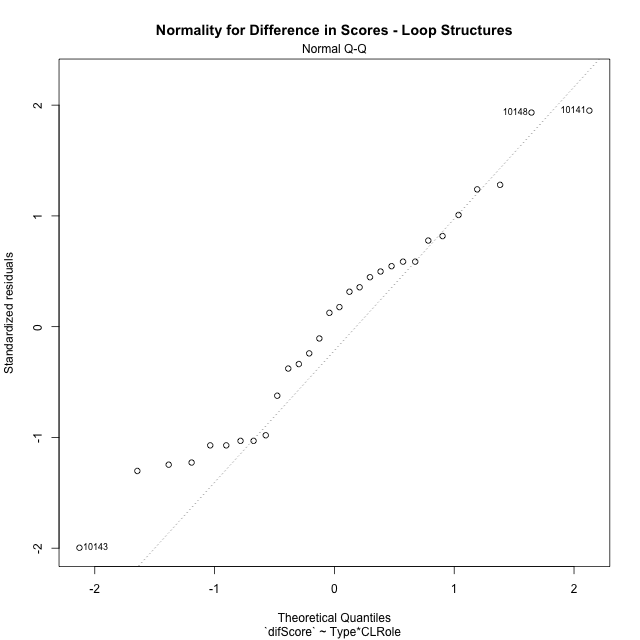 Normality for Difference in Scores - Loop Structures
Normal Q-Q
Standardized residuals
2
1
0
-1
-2
10148
10141
10143
-2
-1
0
1
2
Theoretical Quantiles
`difScore` ~ Type*CLRole